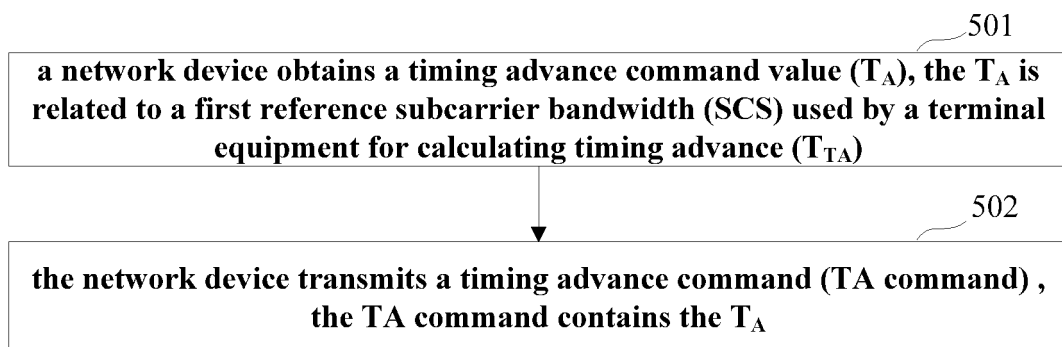 501
a network device obtains a timing advance command value (TA), the TA is
related to a first reference subcarrier bandwidth (SCS) used by a terminal
equipment for calculating timing advance (TTA)
502
the network device transmits a timing advance command (TA command) ,
the TA command contains the TA